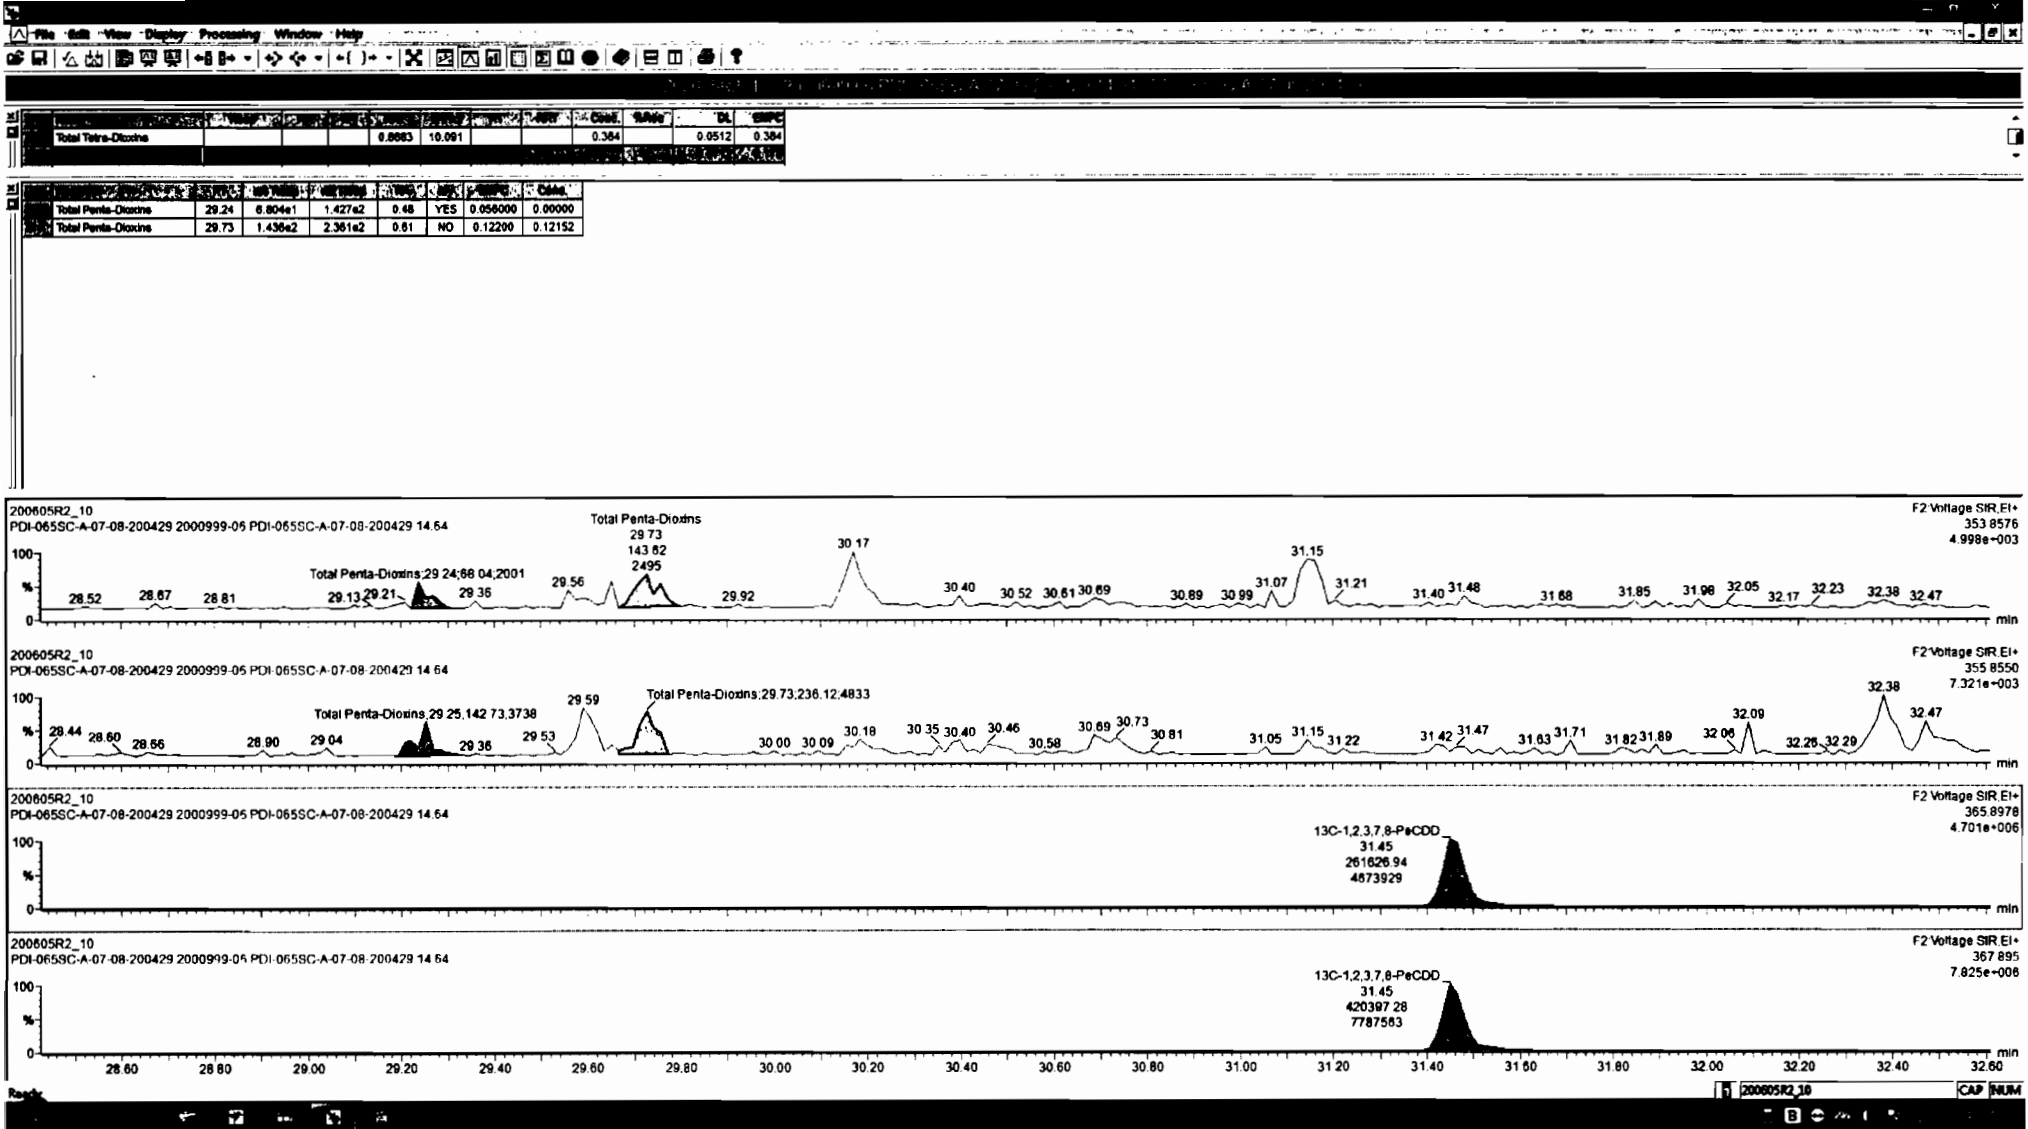 File Edit View Display Processing Window Help
Conc. DL EMPC
Total Tetra-Dioxins 0.8683 10.091 0.384 0.0512 0.384
Conc.
Total Penta-Dioxins 29.24 6.804e1 1.427e2 0.48 YES 0.056000 0.00000
Total Penta-Dioxins 29.73 1.436e2 2.361e2 0.61 NO 0.12200 0.12152
200605R2_10
PDI-065SC-A-07-08-200429 2000999-05 PDI-065SC-A-07-08-200429 14.64
F2:Voltage SIR,EI+
353.8576
4.998e+003
Total Penta-Dioxins
29.73
143.62
2495
Total Penta-Dioxins;29.24;68.04;2001
100
%
0
28.52 28.67 28.81 29.13 29.21 29.36 29.56 29.92 30.17 30.40 30.52 30.61 30.69 30.89 30.99 31.07 31.15 31.21 31.40 31.48 31.68 31.85 31.98 32.05 32.17 32.23 32.38 32.47
min
200605R2_10
PDI-065SC-A-07-08-200429 2000999-05 PDI-065SC-A-07-08-200429 14.64
F2:Voltage SIR,EI+
355.8550
7.321e+003
Total Penta-Dioxins;29.73;236.12;4833
Total Penta-Dioxins;29.25;142.73;3738
100
%
0
28.44 28.60 28.66 28.90 29.04 29.36 29.53 29.59 30.00 30.09 30.18 30.35 30.40 30.46 30.58 30.69 30.73 30.81 31.05 31.15 31.22 31.42 31.47 31.63 31.71 31.82 31.89 32.06 32.09 32.26 32.29 32.38 32.47
min
200605R2_10
PDI-065SC-A-07-08-200429 2000999-05 PDI-065SC-A-07-08-200429 14.64
F2:Voltage SIR,EI+
365.8978
4.701e+006
13C-1,2,3,7,8-PeCDD
31.45
261626.94
4673929
100
%
0
min
200605R2_10
PDI-065SC-A-07-08-200429 2000999-05 PDI-065SC-A-07-08-200429 14.64
F2:Voltage SIR,EI+
367.895
7.825e+006
13C-1,2,3,7,8-PeCDD
31.45
420397.28
7787563
100
%
0
min
28.60 28.80 29.00 29.20 29.40 29.60 29.80 30.00 30.20 30.40 30.60 30.80 31.00 31.20 31.40 31.60 31.80 32.00 32.20 32.40 32.60
Ready
200605R2_10 CAP NUM